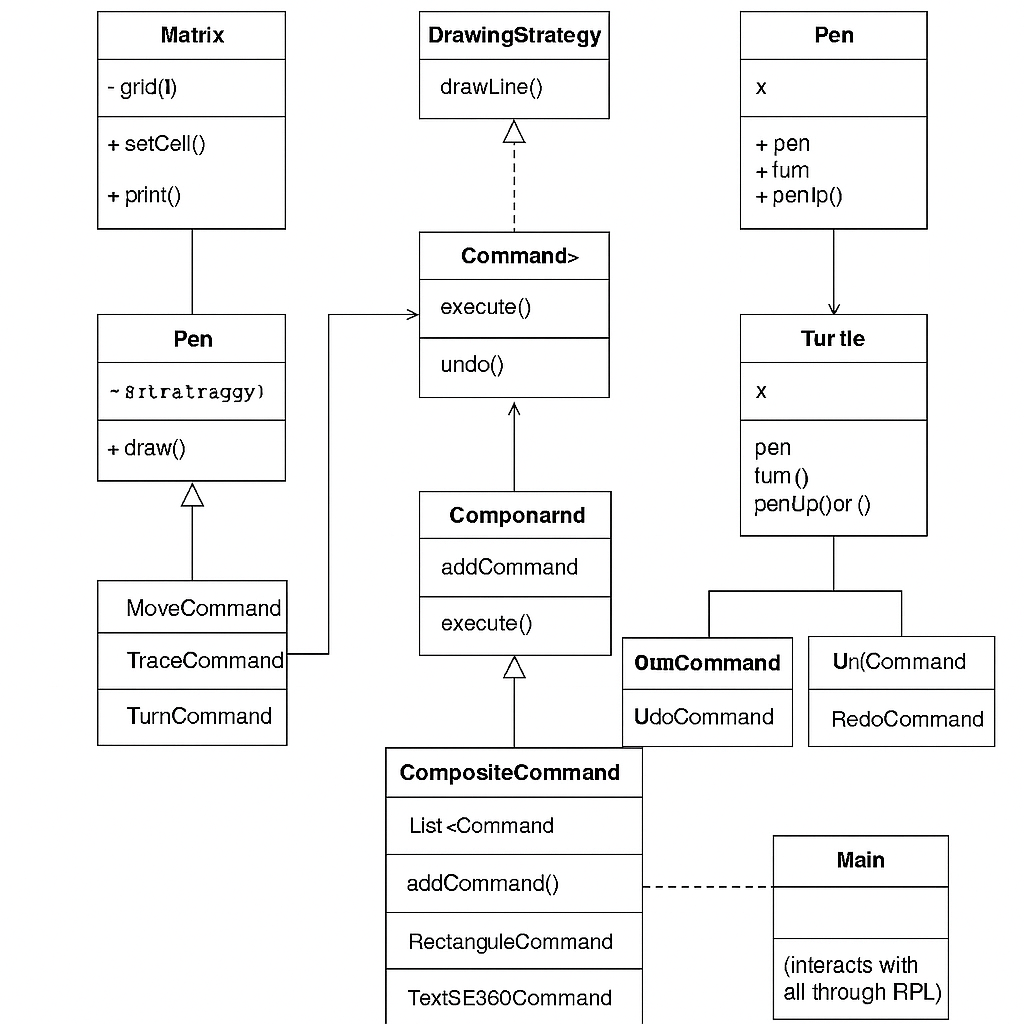 Matrix
- grid(l)
+ setCell()
+ print()
DrawingStrategy
drawLine()
Pen
x
+ pen
+ fum
+ penIp()
Command>
execute()
undo()
Pen
~ 8rtratraggy)
+ draw()
Turtle
x
pen
fum ()
penUp()or ()
Componarnd
addCommand
execute()
MoveCommand
TraceCommand
TurnCommand
OumCommand
UdoCommand
Un(Command
RedoCommand
CompositeCommand
List <Command
addCommand()
RectanguleCommand
TextSE360Command
Main
(interacts with
all through RPL)